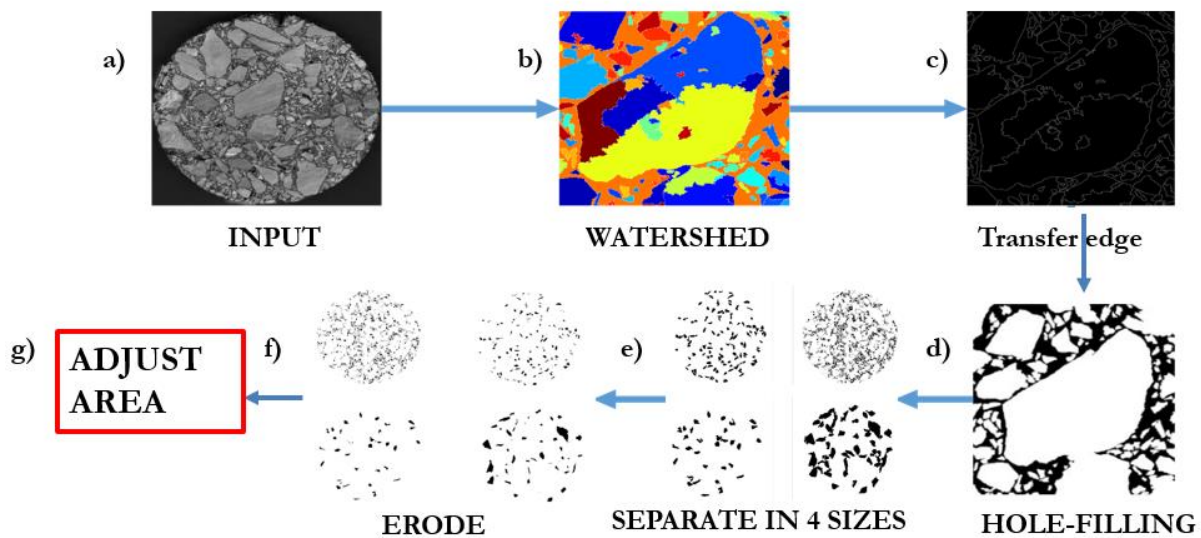 a)
INPUT
b)
WATERSHED
c)
Transfer edge
d)
HOLE-FILLING
e)
SEPARATE IN 4 SIZES
f)
ERODE
g)
ADJUST
AREA